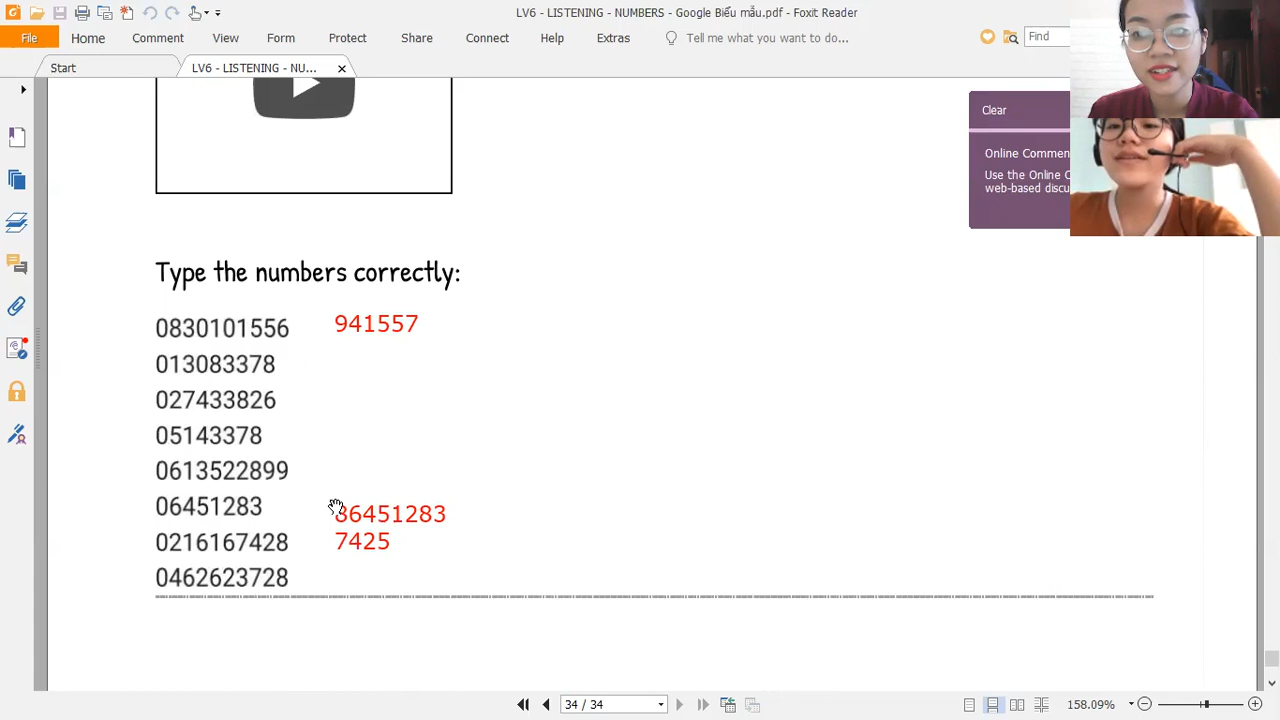 LV6 - LISTENING - NUMBERS - Google Biểu mẫu.pdf - Foxit Reader
File Home Comment View Form Protect Share Connect Help Extras Tell me what you want to do... Find
Start LV6 - LISTENING - NU...
Clear
Online Commen
Use the Online C
web-based discu
Type the numbers correctly:
0830101556 941557
013083378
027433826
05143378
0613522899
06451283 86451283
0216167428 7425
0462623728
34 / 34 158.09%